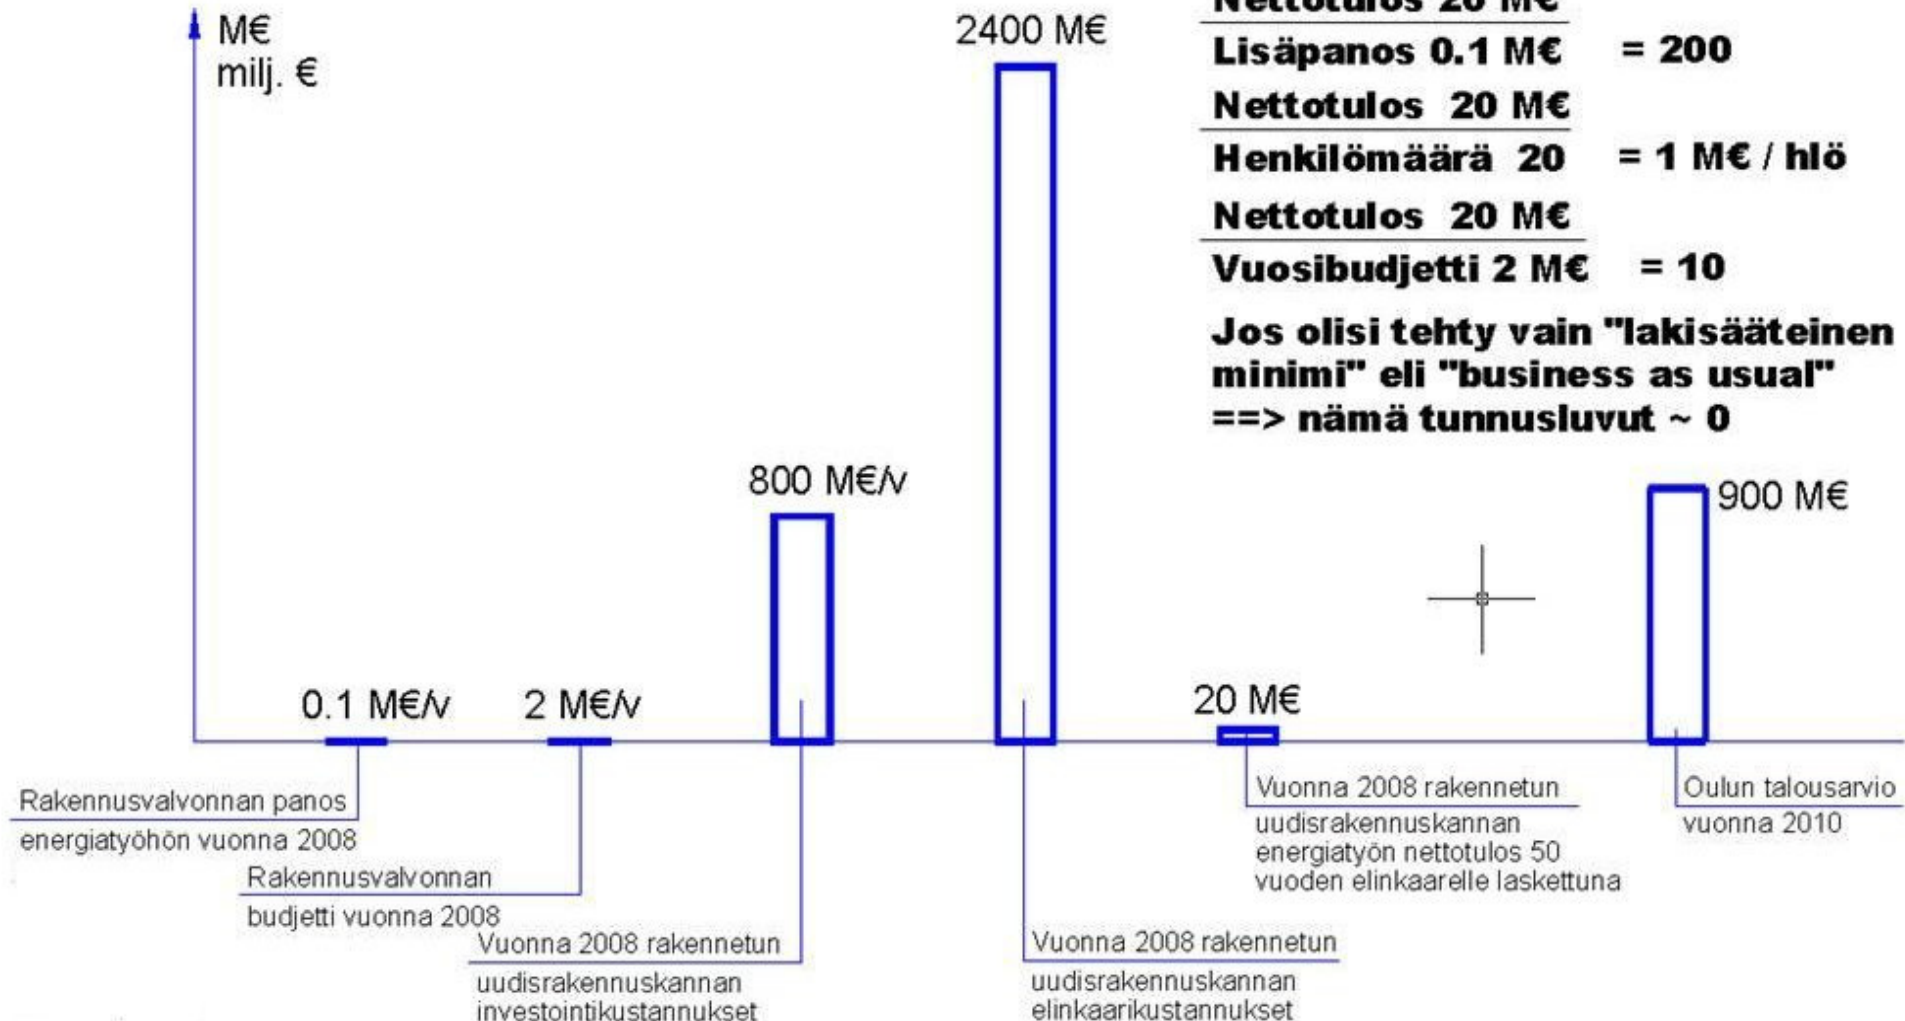 M€
milj. €
2400 M€
Nettotulos 20 M€
Lisäpanos 0.1 M€ = 200
Nettotulos 20 M€
Henkilömäärä 20 = 1 M€ / hlö
Nettotulos 20 M€
Vuosibudjetti 2 M€ = 10
Jos olisi tehty vain "lakisääteinen
minimi" eli "business as usual"
==> nämä tunnusluvut ~ 0
800 M€/v
900 M€
0.1 M€/v
2 M€/v
20 M€
Rakennusvalvonnan panos
energiatyöhön vuonna 2008
Rakennusvalvonnan
budjetti vuonna 2008
Vuonna 2008 rakennetun
uudisrakennuskannan
investointikustannukset
Vuonna 2008 rakennetun
uudisrakennuskannan
elinkaarikustannukset
Vuonna 2008 rakennetun
uudisrakennuskannan
energiatyön nettotulos 50
vuoden elinkaarelle laskettuna
Oulun talousarvio
vuonna 2010